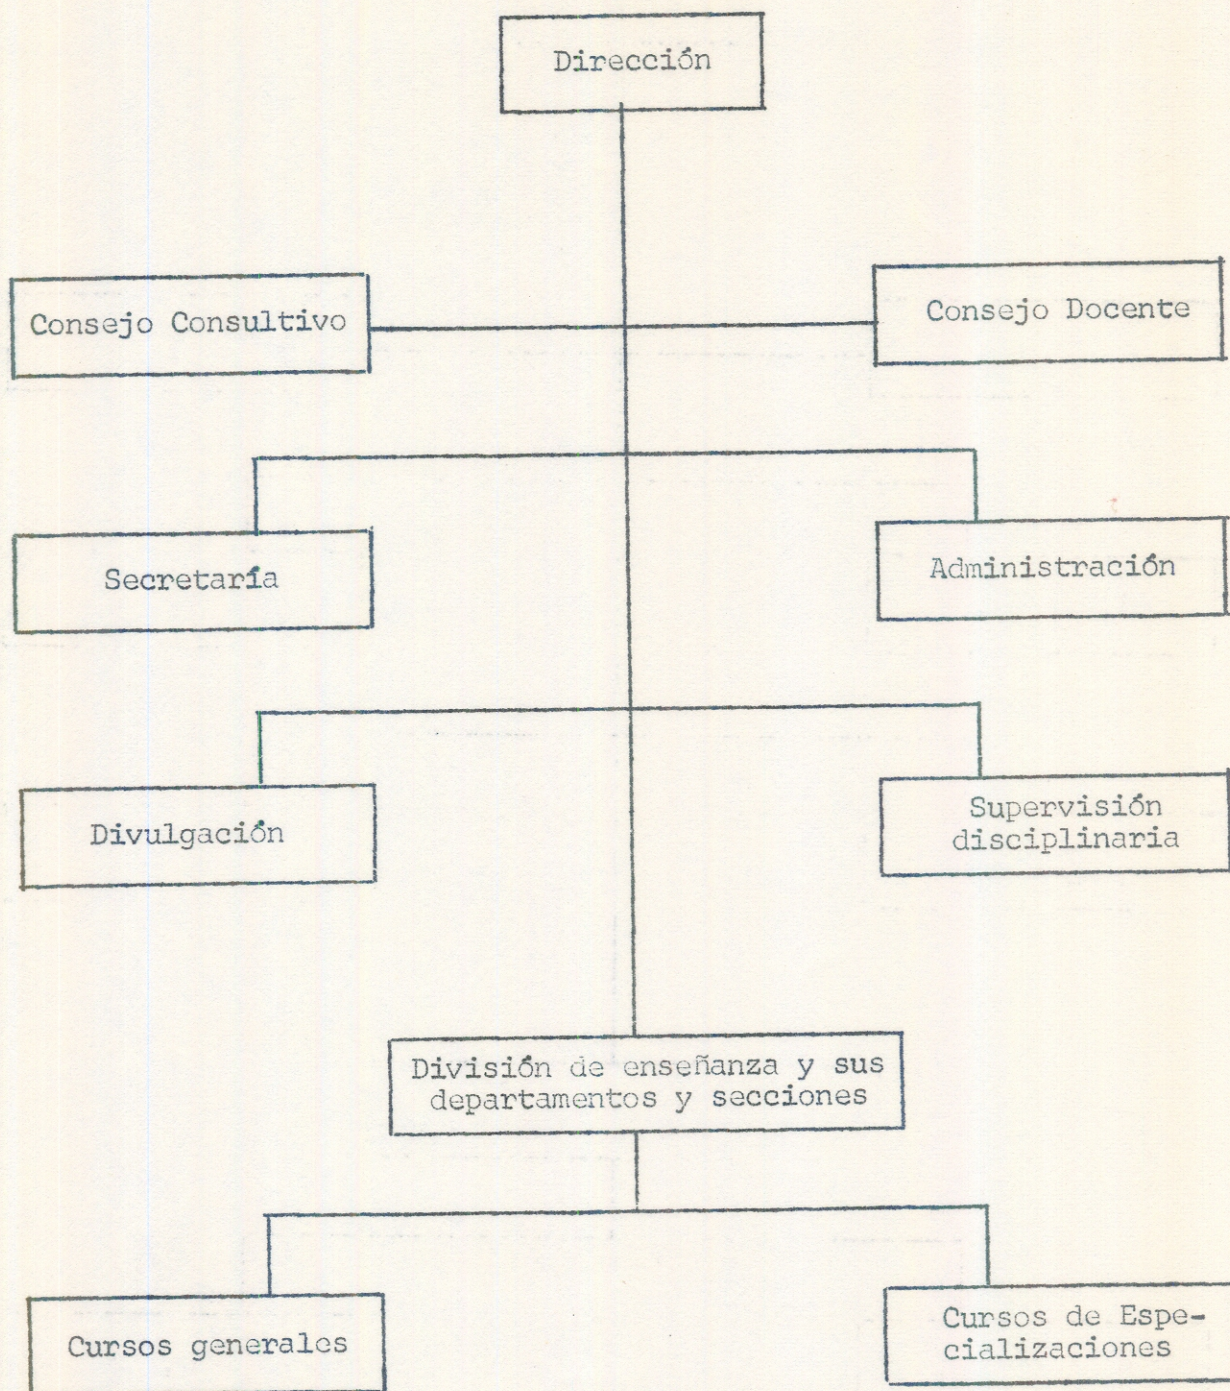 Dirección
Consejo Consultivo
Consejo Docente
Secretaría
Administración
Divulgación
Supervisión
disciplinaria
División de enseñanza y sus
departamentos y secciones
Cursos generales
Cursos de Espe-
cializaciones